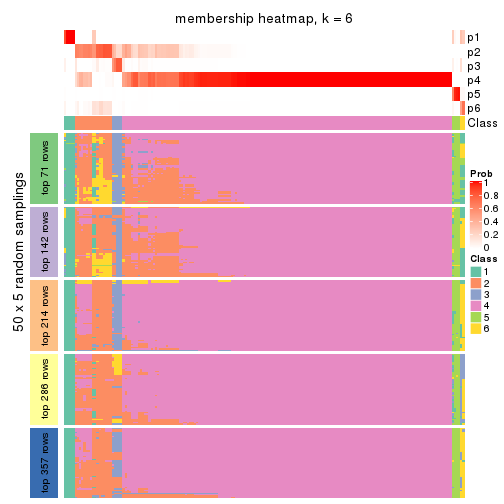 membership heatmap, k = 6
p1
p2
p3
p4
p5
p6
Class
50 x 5 random samplings
top 71 rows
top 142 rows
top 214 rows
top 286 rows
top 357 rows
Prob
1
0.8
0.6
0.4
0.2
0
Class
1
2
3
4
5
6